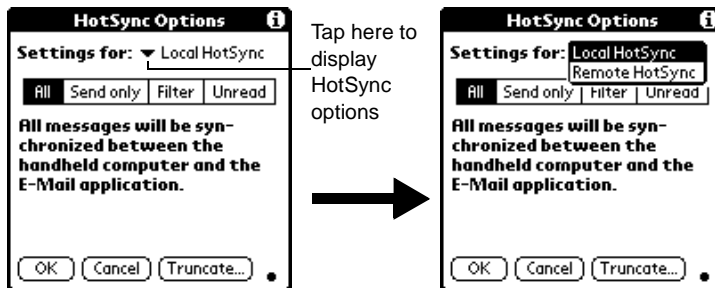 HotSync Options
Settings for: Local HotSync
All Send only Filter Unread
All messages will be syn-
chronized between the
handheld computer and the
E-Mail application.
OK Cancel Truncate...
Tap here to
display
HotSync
options
HotSync Options
Settings for: Local HotSync
Remote HotSync
All Send only Filter Unread
All messages will be syn-
chronized between the
handheld computer and the
E-Mail application.
OK Cancel Truncate...